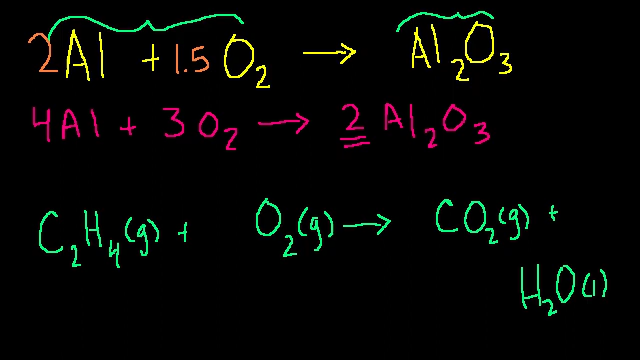 2Al + 1.5 O₂ → Al₂O₃
4Al + 3O₂ → 2 Al₂O₃
C₂H₄(g) + O₂(g) → CO₂(g) +
H₂O(l)